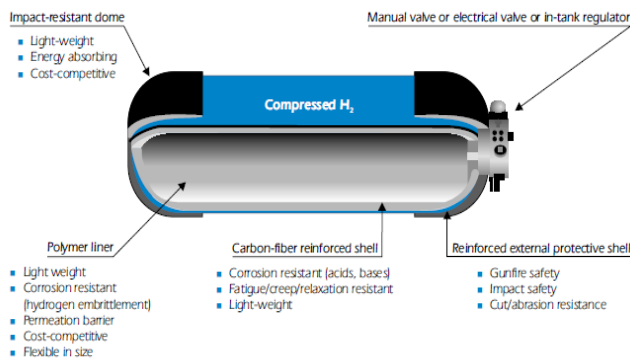 Impact-resistant dome
Light-weight
Energy absorbing
Cost-competitive
Manual valve or electrical valve or in-tank regulator
Compressed H₂
Polymer liner
Light weight
Corrosion resistant
(hydrogen embrittlement)
Permeation barrier
Cost-competitive
Flexible in size
Carbon-fiber reinforced shell
Corrosion resistant (acids, bases)
Fatigue/creep/relaxation resistant
Light-weight
Reinforced external protective shell
Gunfire safety
Impact safety
Cut/abrasion resistance